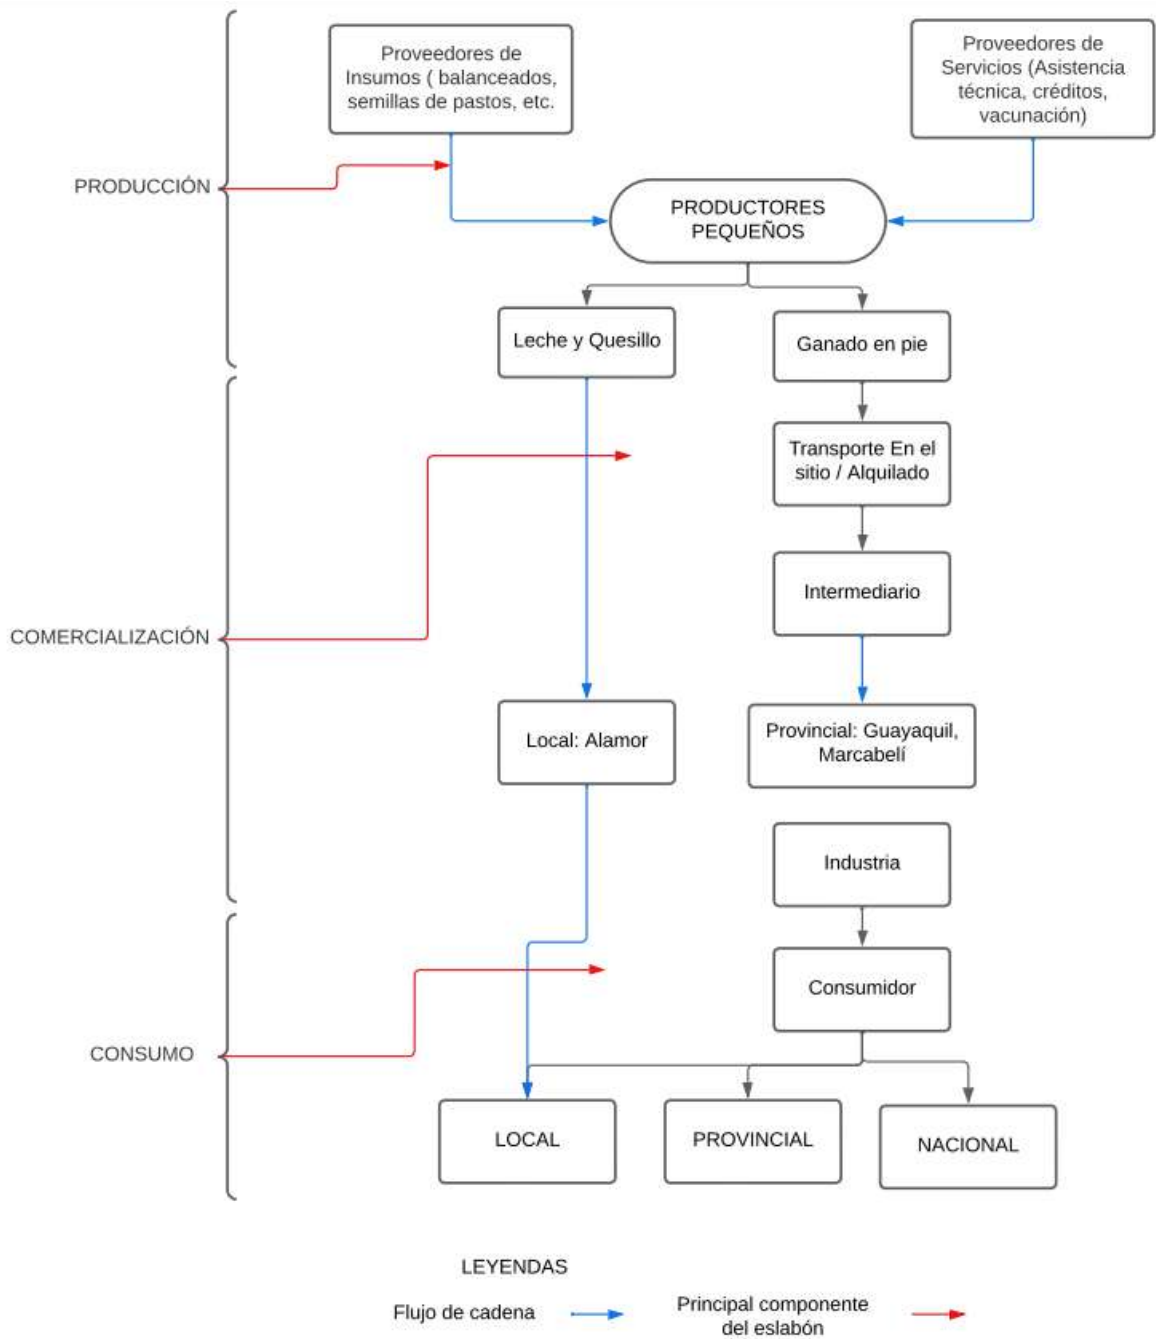 Proveedores de
Insumos ( balanceados,
semillas de pastos, etc.
Proveedores de
Servicios (Asistencia
técnica, créditos,
vacunación)
PRODUCCIÓN
PRODUCTORES
PEQUEÑOS
Leche y Quesillo
Ganado en pie
Transporte En el
sitio / Alquilado
Intermediario
COMERCIALIZACIÓN
Local: Alamor
Provincial: Guayaquil,
Marcabelí
Industria
Consumidor
CONSUMO
LOCAL
PROVINCIAL
NACIONAL
LEYENDAS
Flujo de cadena
Principal componente
del eslabón